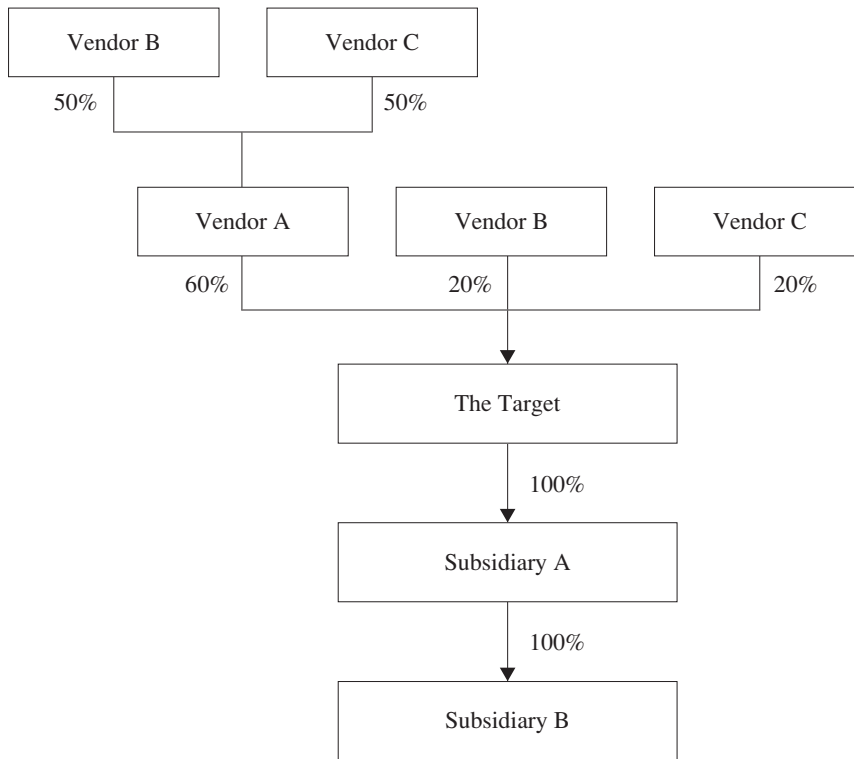 Vendor B
Vendor C
50%
50%
Vendor A
Vendor B
Vendor C
60%
20%
20%
The Target
100%
Subsidiary A
100%
Subsidiary B